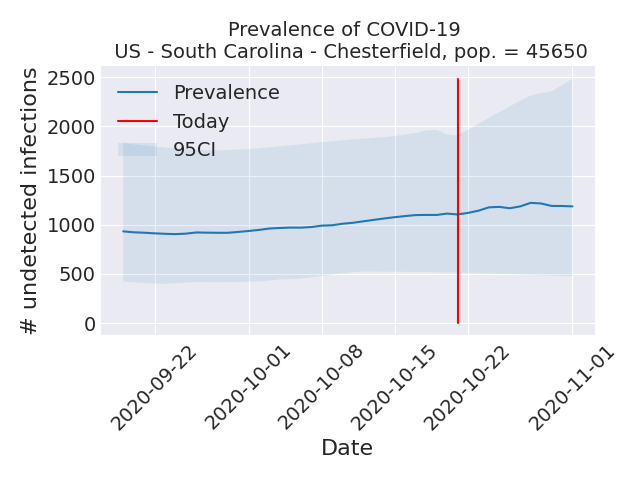 Prevalence of COVID-19
US - South Carolina - Chesterfield, pop. = 45650
# undetected infections
2500
2000
1500
1000
500
0
Prevalence
Today
95CI
2020-09-22
2020-10-01
2020-10-08
2020-10-15
2020-10-22
2020-11-01
Date